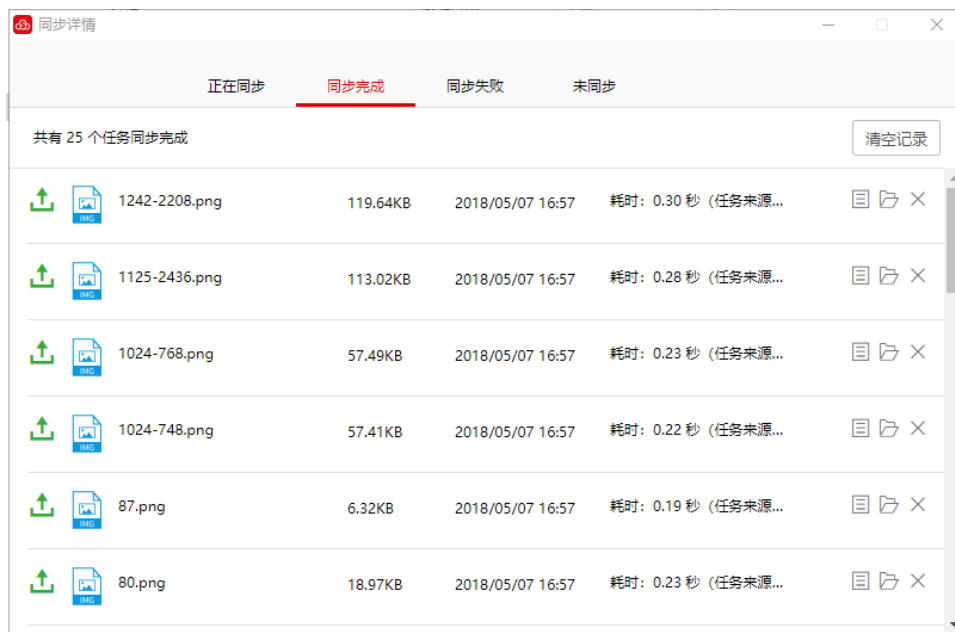 同步详情
正在同步 同步完成 同步失败 未同步
共有 25 个任务同步完成 清空记录
IMG 1242-2208.png 119.64KB 2018/05/07 16:57 耗时：0.30 秒（任务来源...
IMG 1125-2436.png 113.02KB 2018/05/07 16:57 耗时：0.28 秒（任务来源...
IMG 1024-768.png 57.49KB 2018/05/07 16:57 耗时：0.23 秒（任务来源...
IMG 1024-748.png 57.41KB 2018/05/07 16:57 耗时：0.22 秒（任务来源...
IMG 87.png 6.32KB 2018/05/07 16:57 耗时：0.19 秒（任务来源...
IMG 80.png 18.97KB 2018/05/07 16:57 耗时：0.23 秒（任务来源...